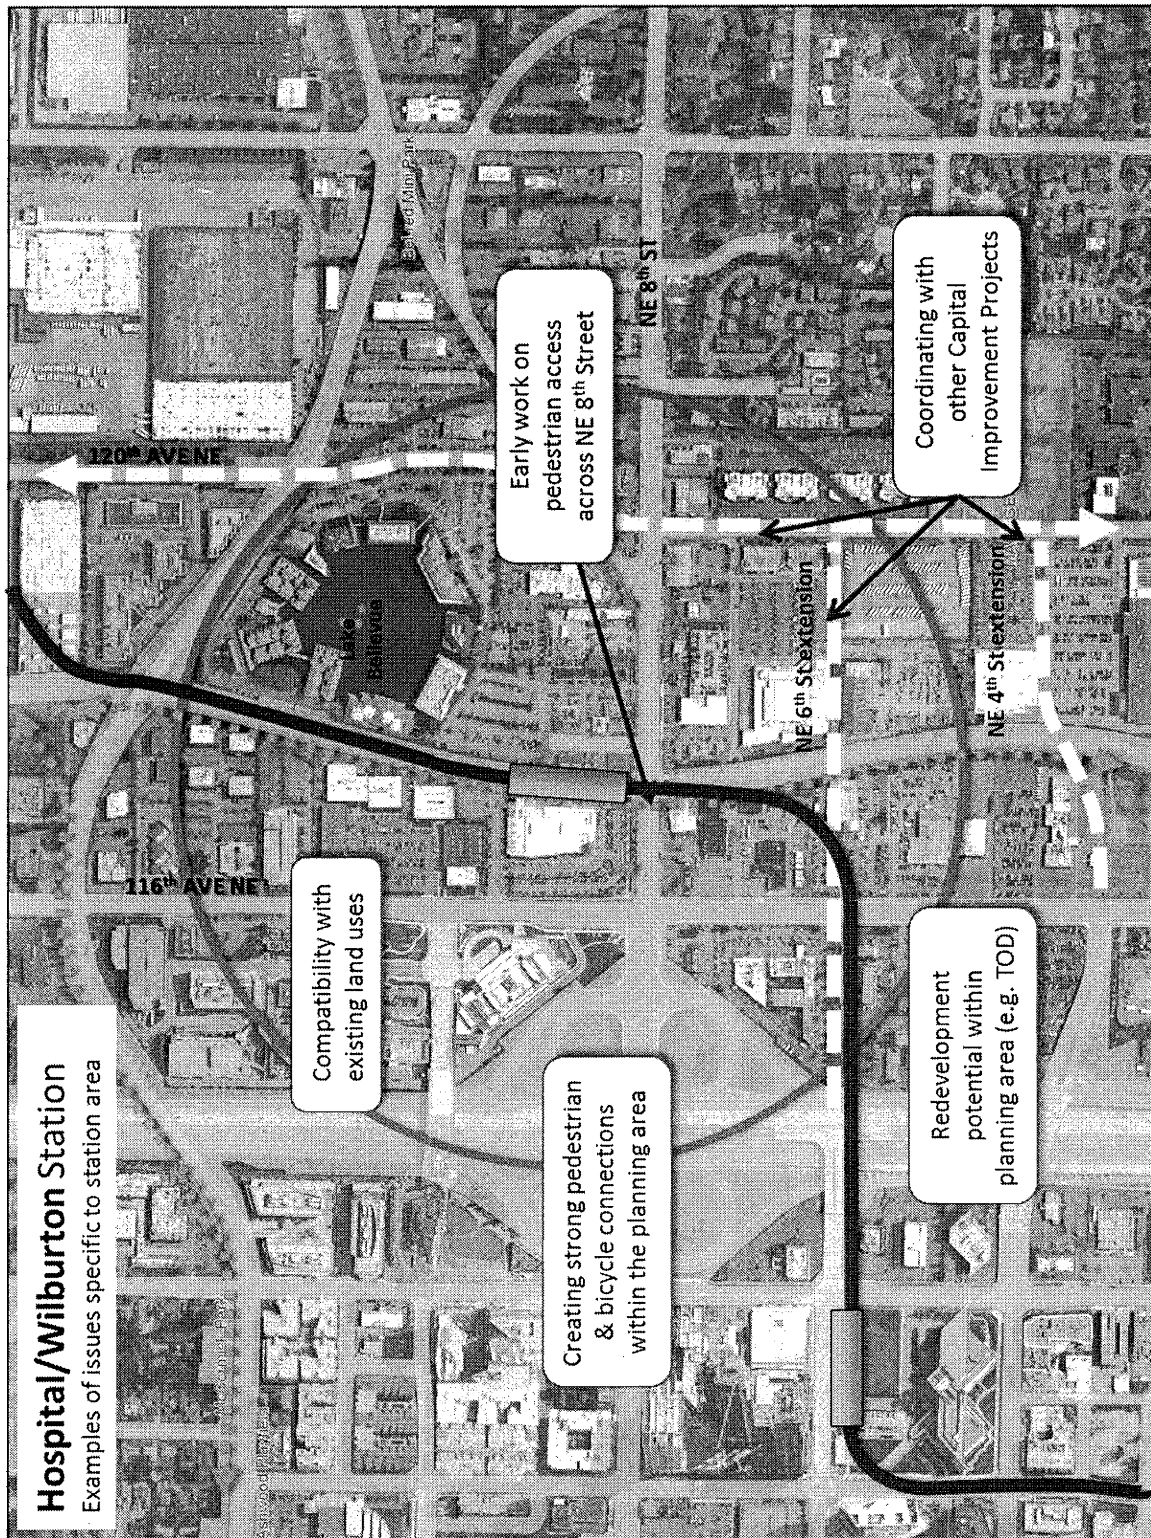 Hospital/Wilburton Station
Examples of issues specific to station area
116th AVE NE
120th AVE NE
Compatibility with
existing land uses
Lake
Bellevue
Early work on
pedestrian access
across NE 8th Street
NE 8th ST
Creating strong pedestrian
& bicycle connections
within the planning area
NE 6th St extension
Coordinating with
other Capital
Improvement Projects
NE 4th St extension
Redevelopment
potential within
planning area (e.g. TOD)
Mini Park